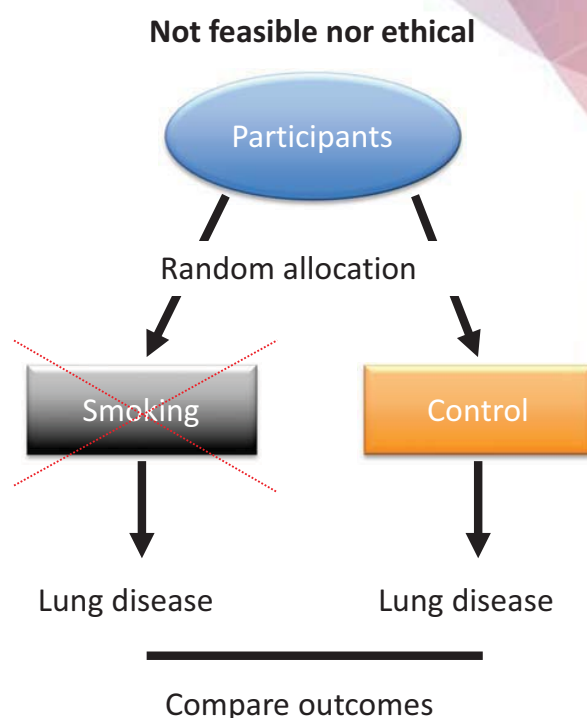 Not feasible nor ethical
Participants
Random allocation
Smoking
Control
Lung disease
Lung disease
Compare outcomes